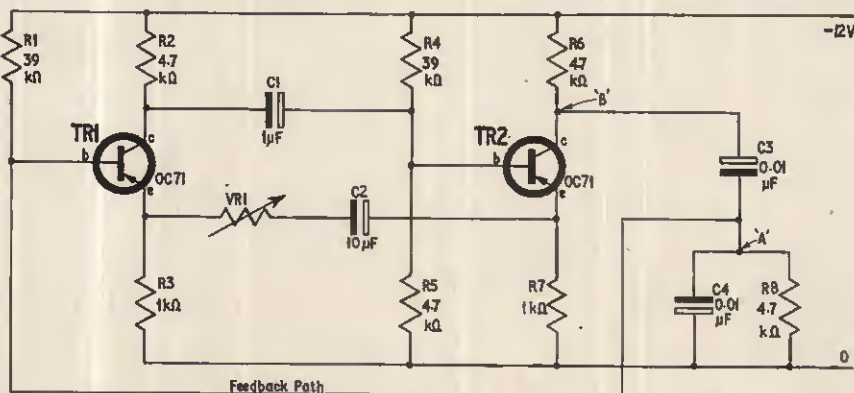 R1
39
kΩ
R2
4.7
kΩ
R4
39
kΩ
R6
4.7
kΩ
-12V
C1
1µF
'B'
TR1
b
c
e
OC71
TR2
b
c
e
OC71
C3
0.01
µF
VR1
C2
10µF
'A'
R3
1kΩ
R5
4.7
kΩ
R7
1kΩ
C4
0.01
µF
R8
4.7
kΩ
0
Feedback Path